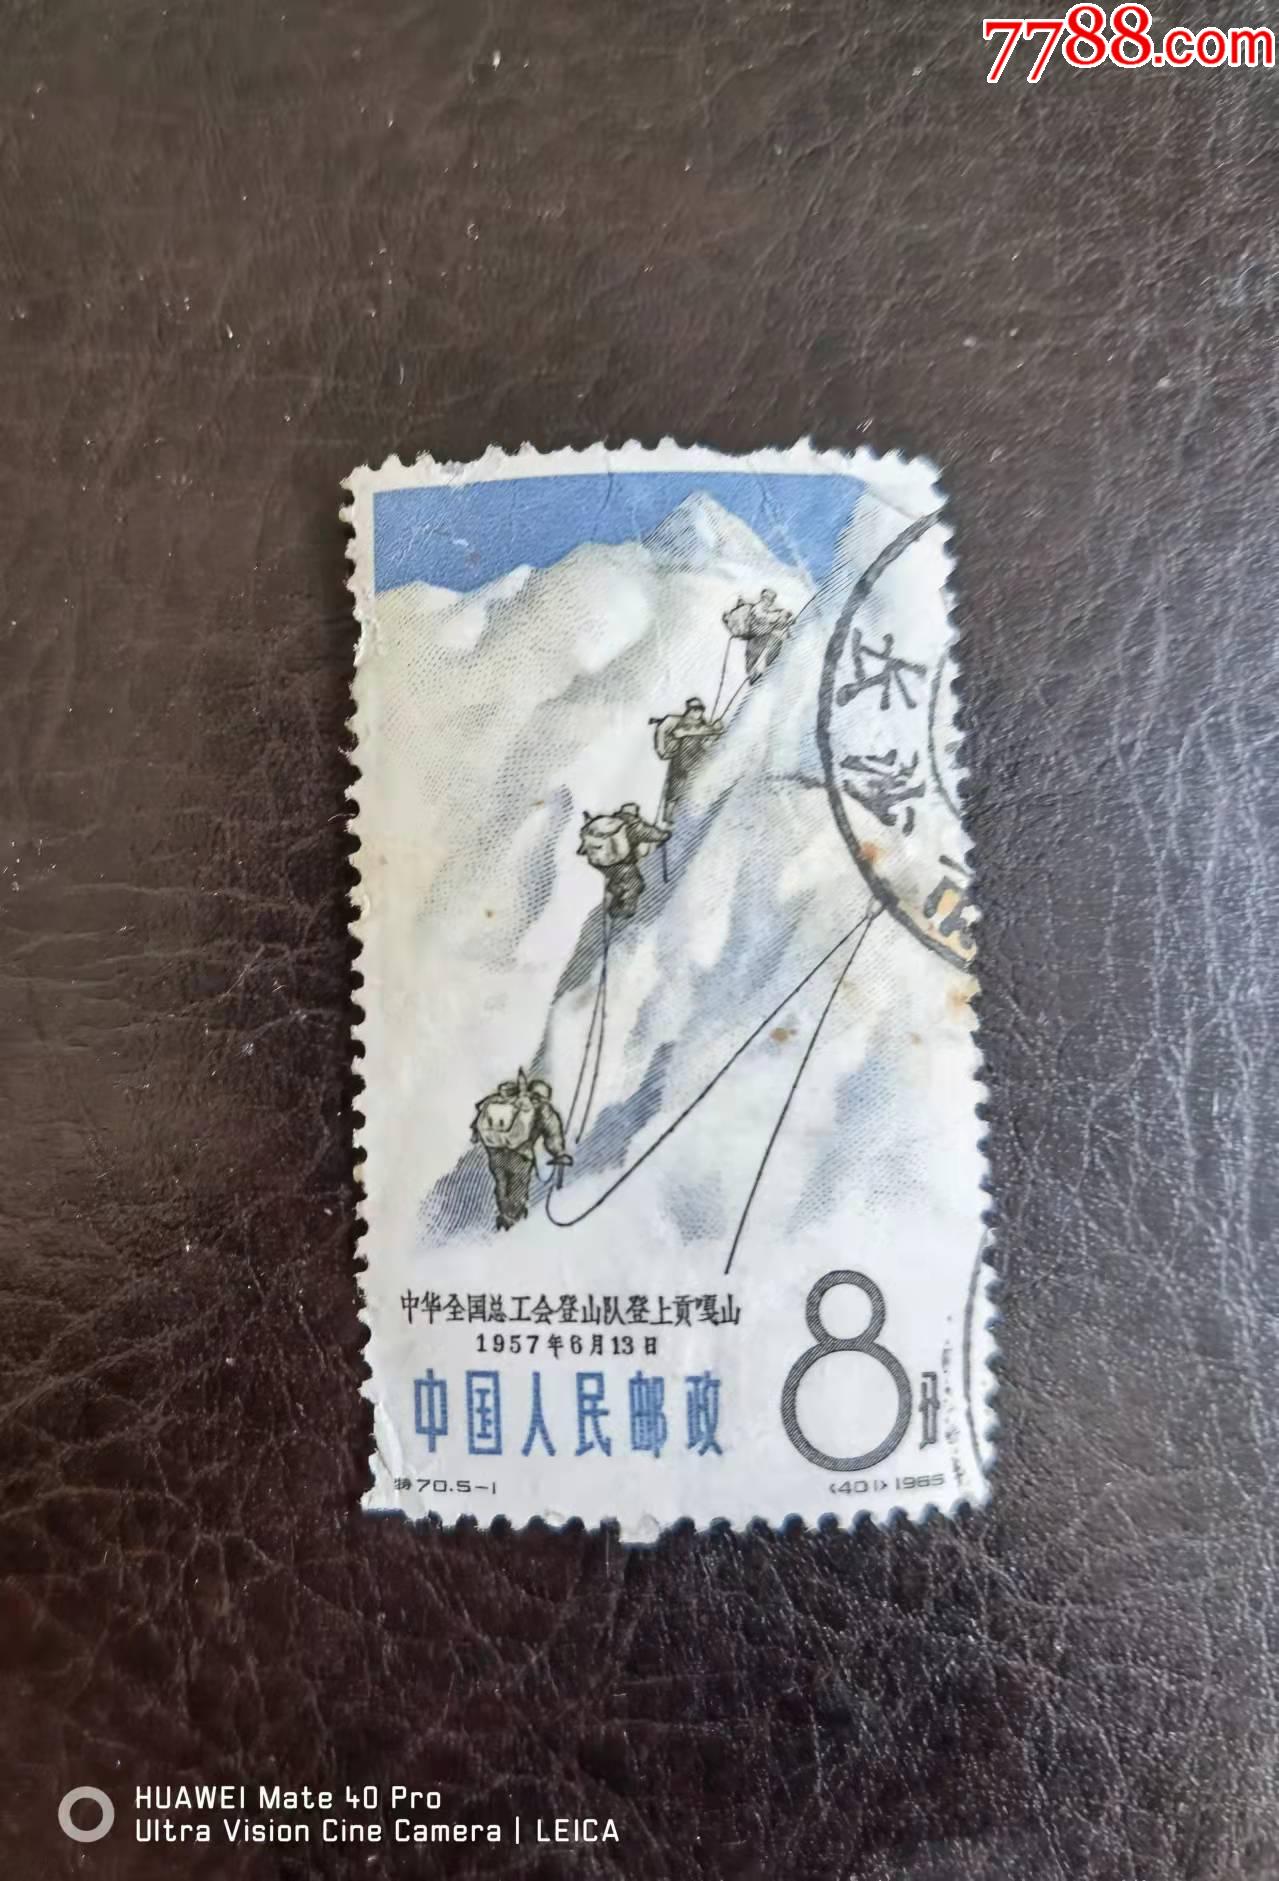 7788.com
中华全国总工会登山队登上贡嘎山
1957年6月13日
中国人民邮政
8分
特70.5-1
(401) 1965
HUAWEI Mate 40 Pro
Ultra Vision Cine Camera | LEICA